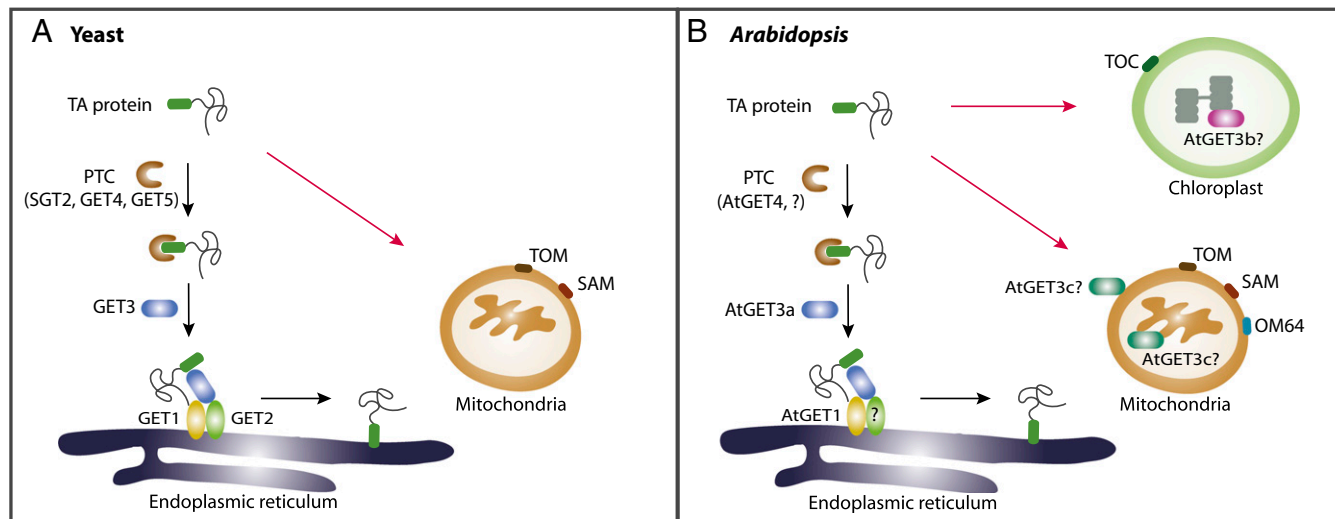 A Yeast
TA protein
PTC
(SGT2, GET4, GET5)
GET3
GET1
GET2
Endoplasmic reticulum
TOM
SAM
Mitochondria
B Arabidopsis
TA protein
PTC
(AtGET4, ?)
AtGET3a
AtGET1
?
Endoplasmic reticulum
TOC
AtGET3b?
Chloroplast
TOM
SAM
AtGET3c?
OM64
AtGET3c?
Mitochondria